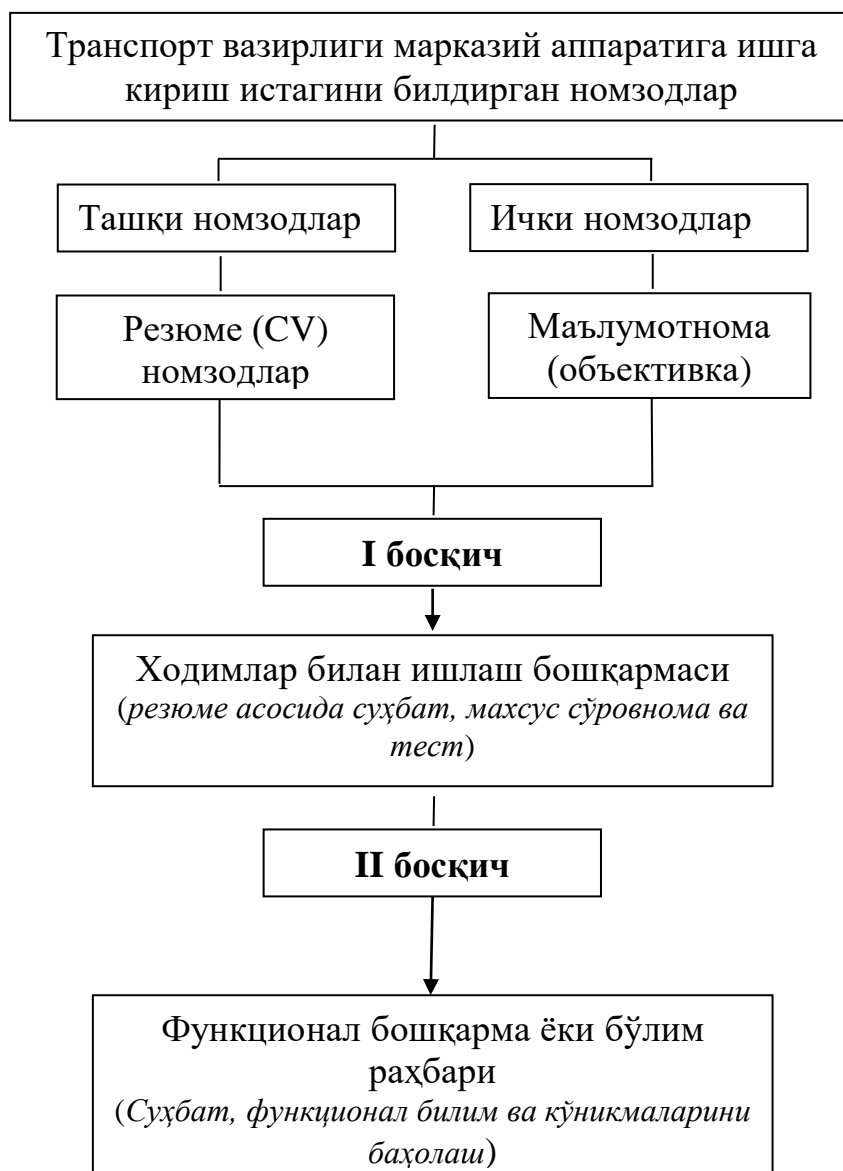 Транспорт вазирлиги марказий аппаратига ишга
кириш истагини билдирган номзодлар
Ташқи номзодлар
Ички номзодлар
Резюме (CV)
номзодлар
Маълумотнома
(объективка)
I босқич
Ходимлар билан ишлаш бошқармаси
(резюме асосида суҳбат, махсус сўровнома ва
тест)
II босқич
Функционал бошқарма ёки бўлим
раҳбари
(Суҳбат, функционал билим ва кўникмаларини
баҳолаш)